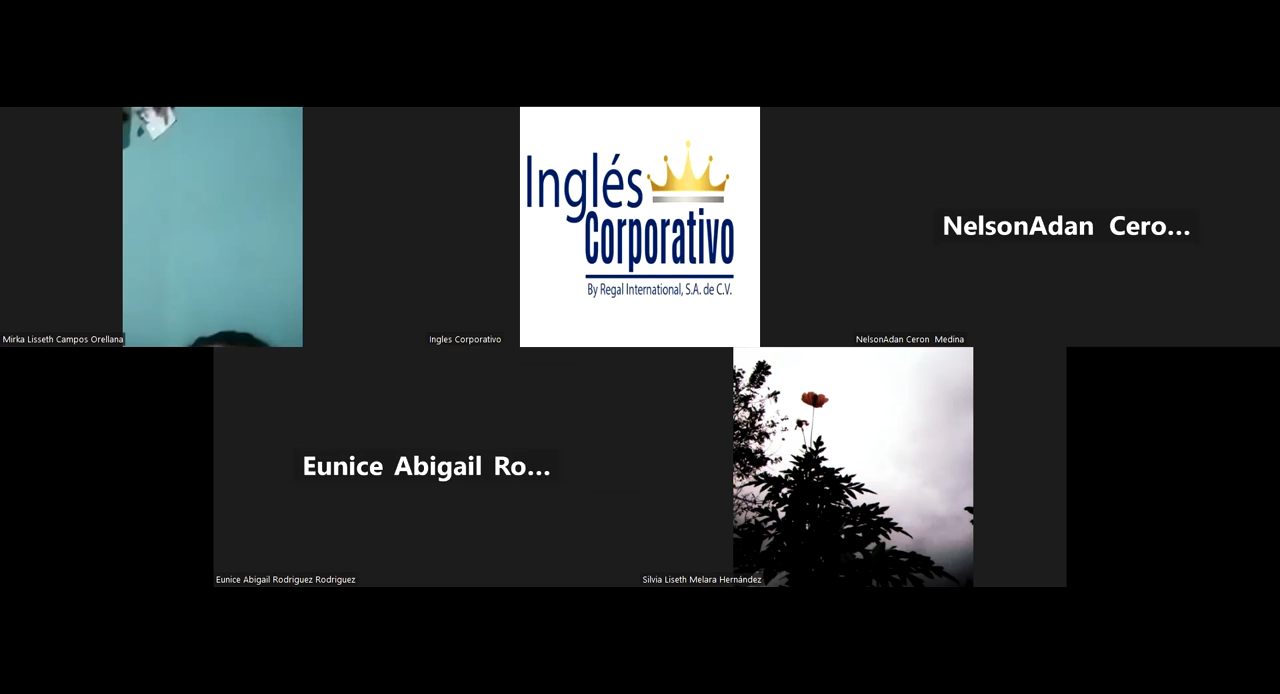 Inglés
Corporativo
By Regal International, S.A. de C.V.
NelsonAdan Cero...
Mirka Lisseth Campos Orellana
Ingles Corporativo
NelsonAdan Ceron Medina
Eunice Abigail Ro...
Eunice Abigail Rodriguez Rodriguez
Silvia Liseth Melara Hernández